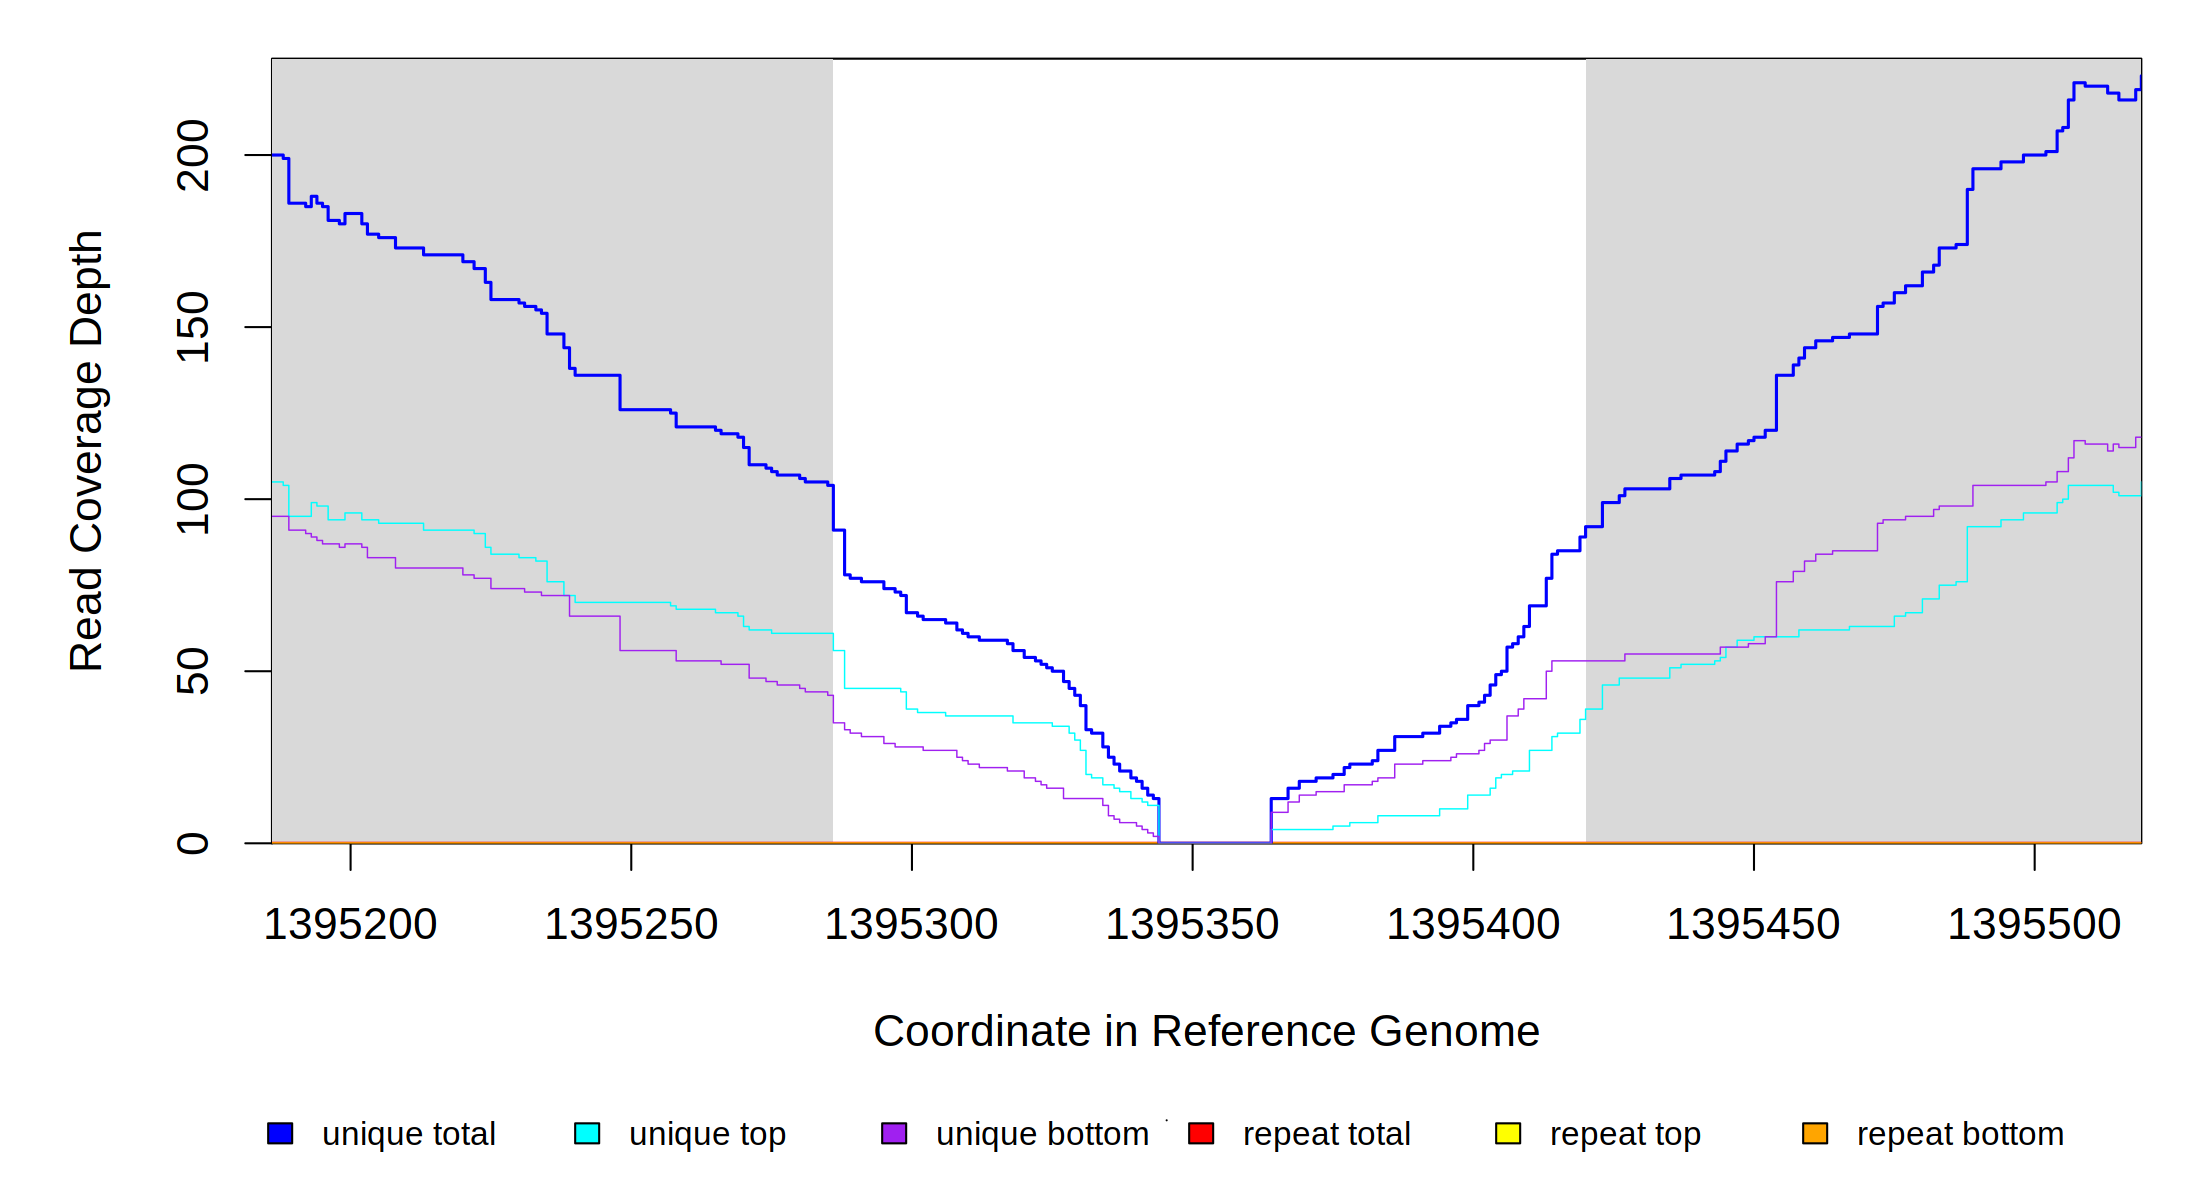 Read Coverage Depth
200
150
100
50
0
1395200 1395250 1395300 1395350 1395400 1395450 1395500
Coordinate in Reference Genome
unique total unique top unique bottom repeat total repeat top repeat bottom